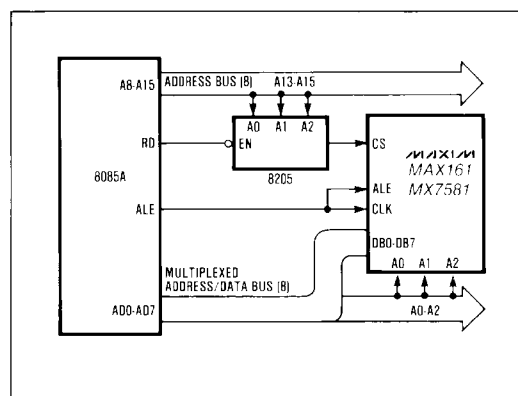 A8-A15
ADDRESS BUS (8)
A13-A15
A0 A1 A2
RD
EN
CS
8205
8085A
MAXIM
MAX161
MX7581
ALE
ALE
CLK
DB0-DB7
A0 A1 A2
MULTIPLEXED
ADDRESS/DATA BUS (8)
AD0-AD7
A0-A2